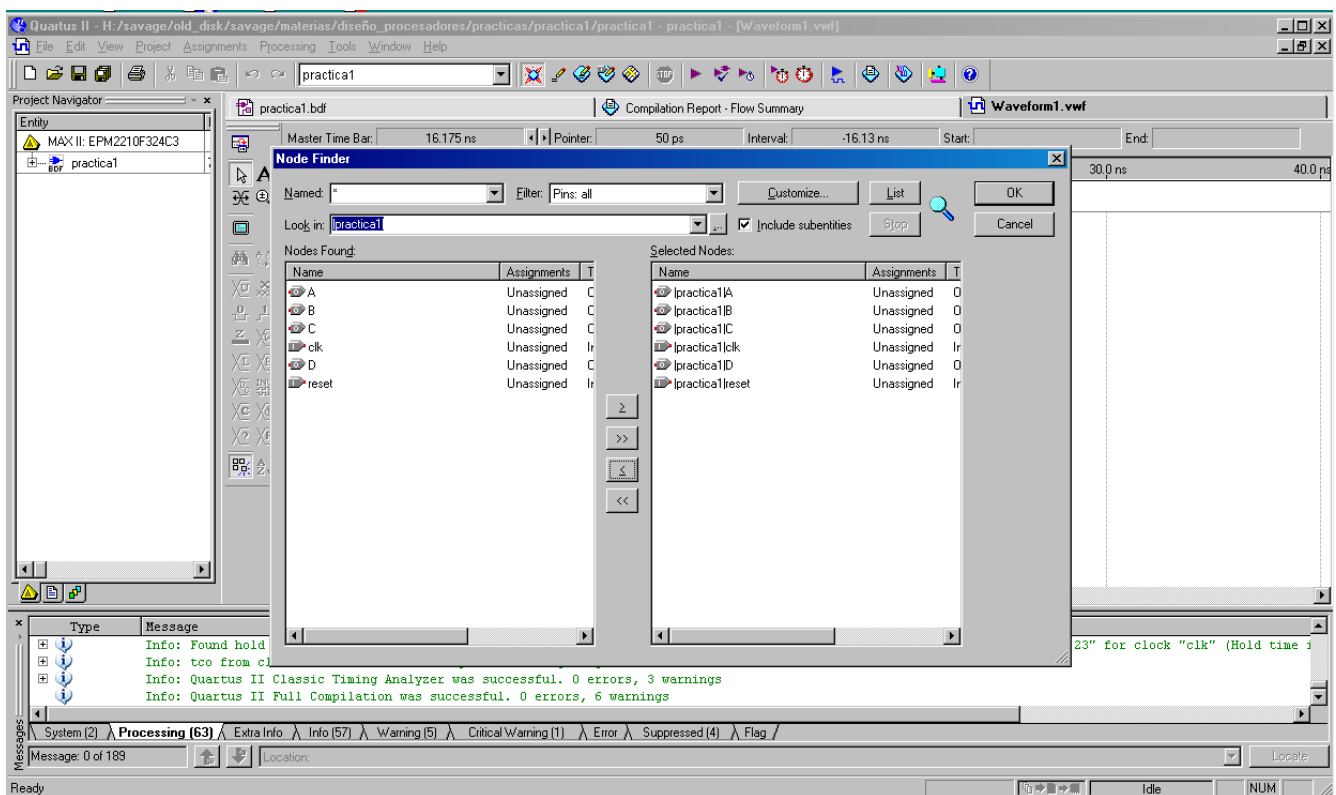 Quartus II - H:/savage/old_disk/savage/materias/diseño_procesadores/practicas/practica1/practica1 - practica1 - [Waveform1.vwf]
File Edit View Project Assignments Processing Tools Window Help
practica1
Project Navigator
practica1.bdf Compilation Report - Flow Summary Waveform1.vwf
Entity
MAX II: EPM2210F324C3
practica1
Master Time Bar: 16.175 ns Pointer: 50 ps Interval: -16.13 ns Start: End:
30.0 ns 40.0 ns
Node Finder
Named: * Filter: Pins: all Customize... List OK
Look in: |practica1| Include subentities Stop Cancel
Nodes Found: Selected Nodes:
Name Assignments T Name Assignments T
A Unassigned |practica1|A Unassigned O
B Unassigned |practica1|B Unassigned O
C Unassigned |practica1|C Unassigned O
clk Unassigned In |practica1|clk Unassigned In
D Unassigned |practica1|D Unassigned O
reset Unassigned In |practica1|reset Unassigned In
≥
>>
≤
<<
Type Message
Info: Found hold 23" for clock "clk" (Hold time i
Info: tco from cl
Info: Quartus II Classic Timing Analyzer was successful. 0 errors, 3 warnings
Info: Quartus II Full Compilation was successful. 0 errors, 6 warnings
System (2) Processing (63) Extra Info Info (57) Warning (5) Critical Warning (1) Error Suppressed (4) Flag
Messages
Message: 0 of 189 Location: Locate
Ready Idle NUM